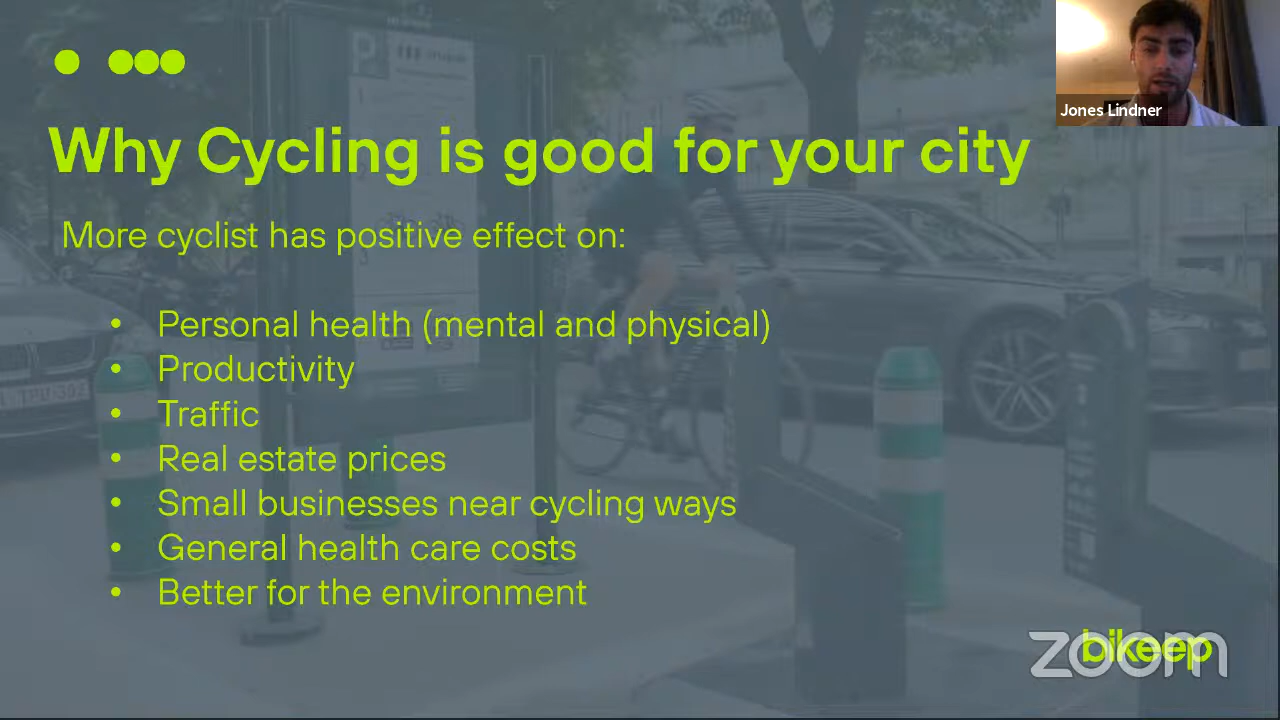 Jones Lindner
Why Cycling is good for your city
More cyclist has positive effect on:
• Personal health (mental and physical)
• Productivity
• Traffic
• Real estate prices
• Small businesses near cycling ways
• General health care costs
• Better for the environment
bikeep
zoom